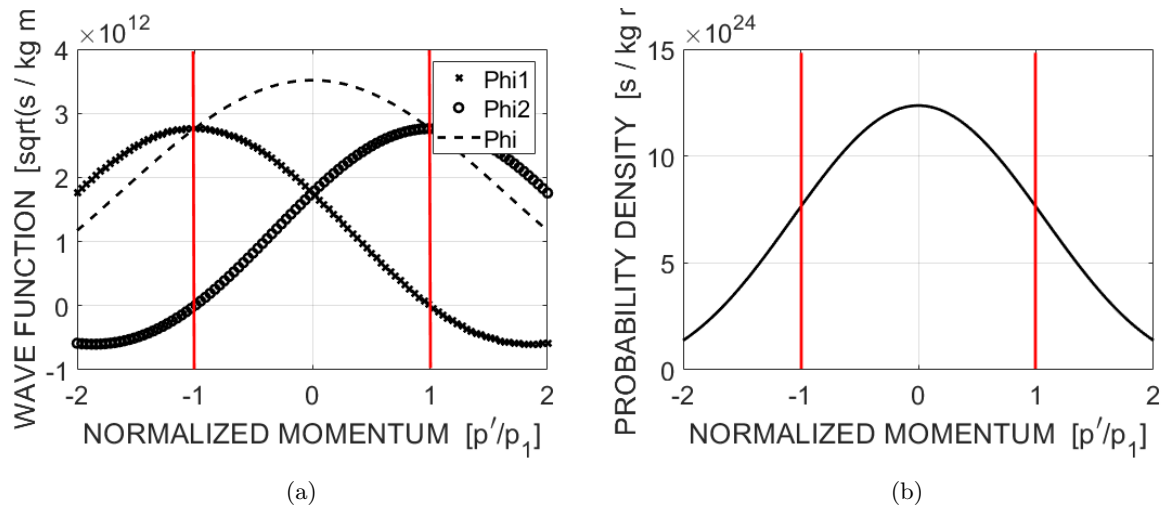 ×10^12
4
3
2
1
0
-1
-2 -1 0 1 2
WAVE FUNCTION [sqrt(s / kg m
NORMALIZED MOMENTUM [p′/p_1]
Phi1
Phi2
Phi
(a)
×10^24
15
10
5
0
-2 -1 0 1 2
PROBABILITY DENSITY [s / kg r
NORMALIZED MOMENTUM [p′/p_1]
(b)